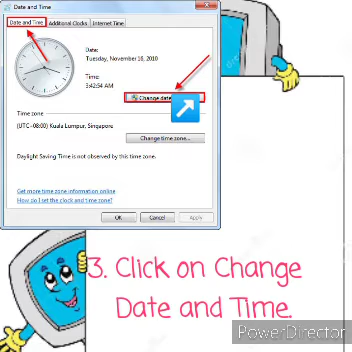 Date and Time
Date and Time Additional Clocks Internet Time
Date:
Tuesday, November 16, 2010
Time:
3:42:54 AM
Change date
Time zone
(UTC-08:00) Kuala Lumpur, Singapore
Change time zone...
Daylight Saving Time is not observed by this time zone.
Get more time zone information online
How do I set the clock and time zone?
OK Cancel Apply
3. Click on Change
Date and Time.
PowerDirector